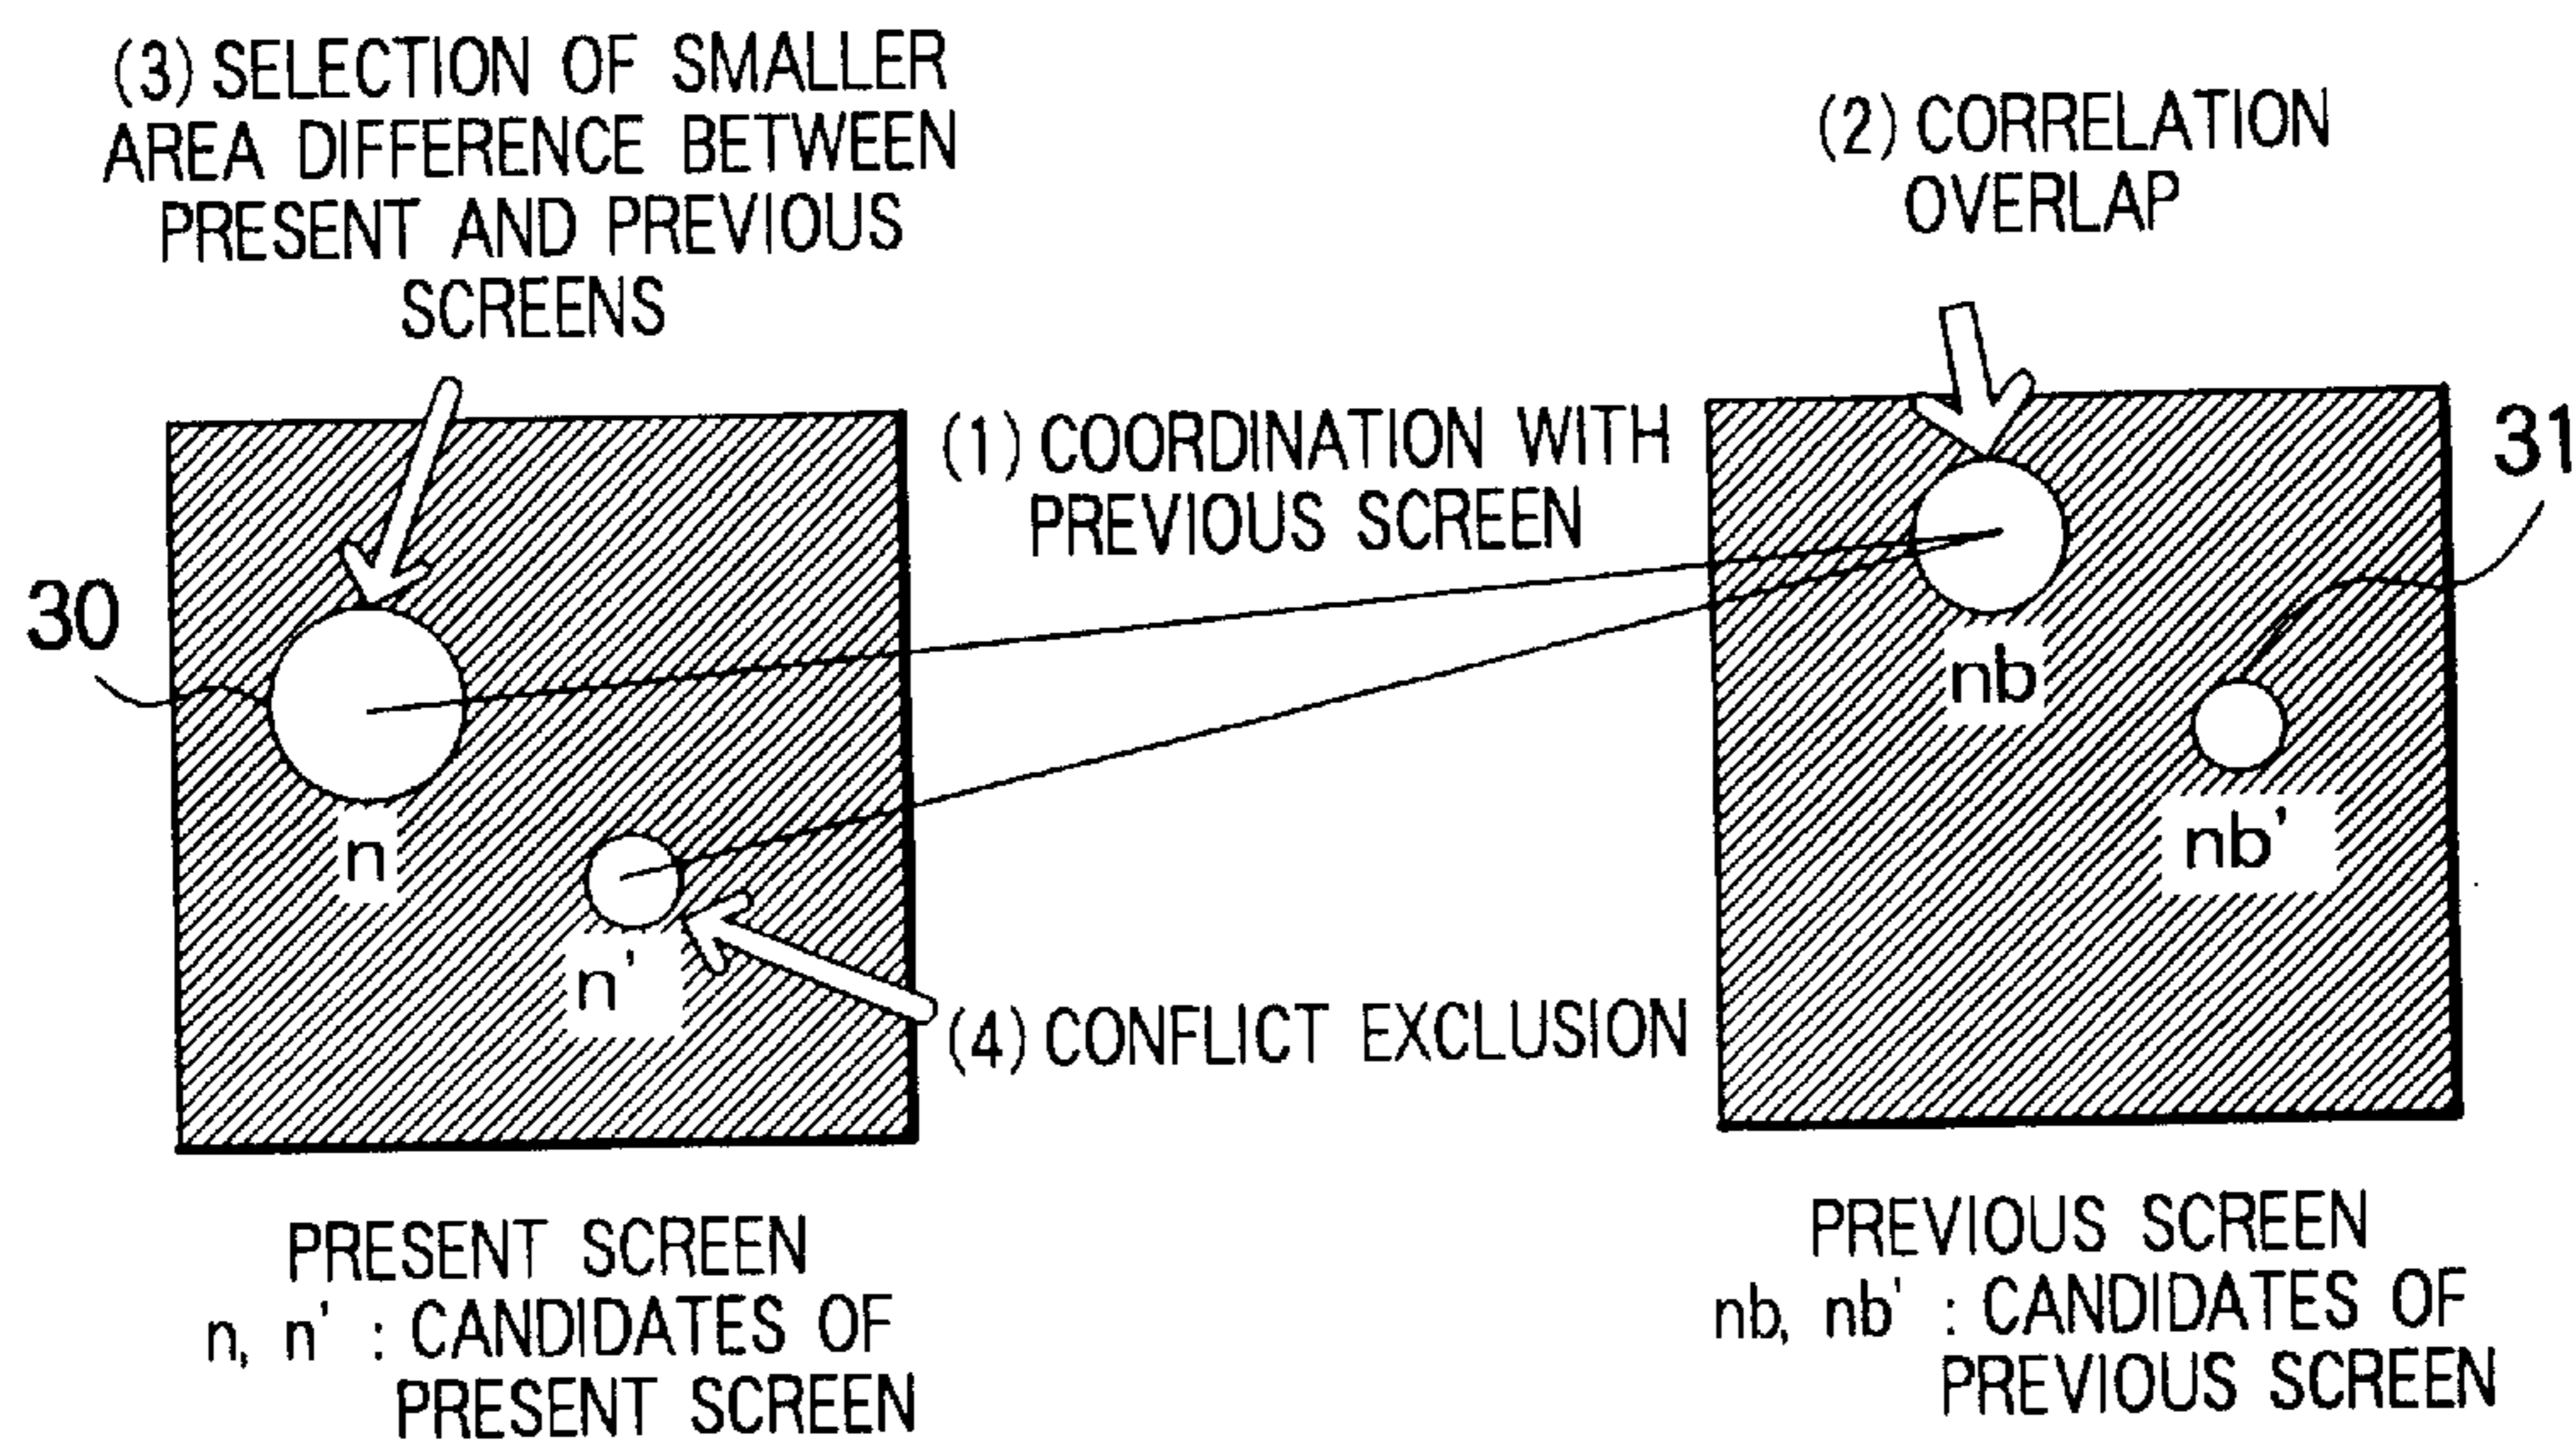 (3) SELECTION OF SMALLER
AREA DIFFERENCE BETWEEN
PRESENT AND PREVIOUS
SCREENS
(2) CORRELATION
OVERLAP
(1) COORDINATION WITH
PREVIOUS SCREEN
31
30
nb
nb'
n
n'
(4) CONFLICT EXCLUSION
PRESENT SCREEN
n, n' : CANDIDATES OF
PRESENT SCREEN
PREVIOUS SCREEN
nb, nb' : CANDIDATES OF
PREVIOUS SCREEN